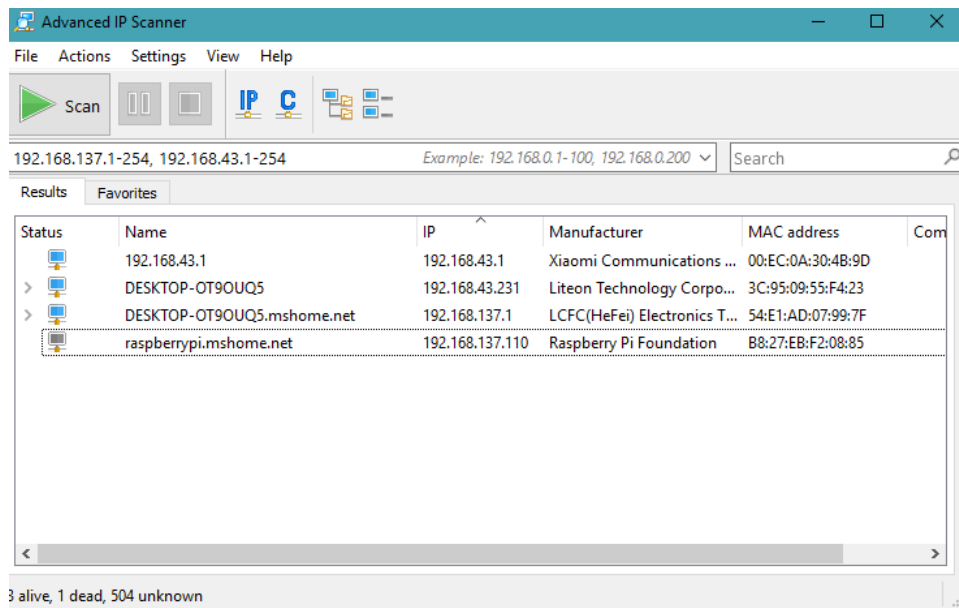 Advanced IP Scanner
File Actions Settings View Help
Scan IP C
192.168.137.1-254, 192.168.43.1-254 Example: 192.168.0.1-100, 192.168.0.200 Search
Results Favorites
Status Name IP Manufacturer MAC address Com
192.168.43.1 192.168.43.1 Xiaomi Communications ... 00:EC:0A:30:4B:9D
DESKTOP-OT9OUQ5 192.168.43.231 Liteon Technology Corpo... 3C:95:09:55:F4:23
DESKTOP-OT9OUQ5.mshome.net 192.168.137.1 LCFC(HeFei) Electronics T... 54:E1:AD:07:99:7F
raspberrypi.mshome.net 192.168.137.110 Raspberry Pi Foundation B8:27:EB:F2:08:85
3 alive, 1 dead, 504 unknown